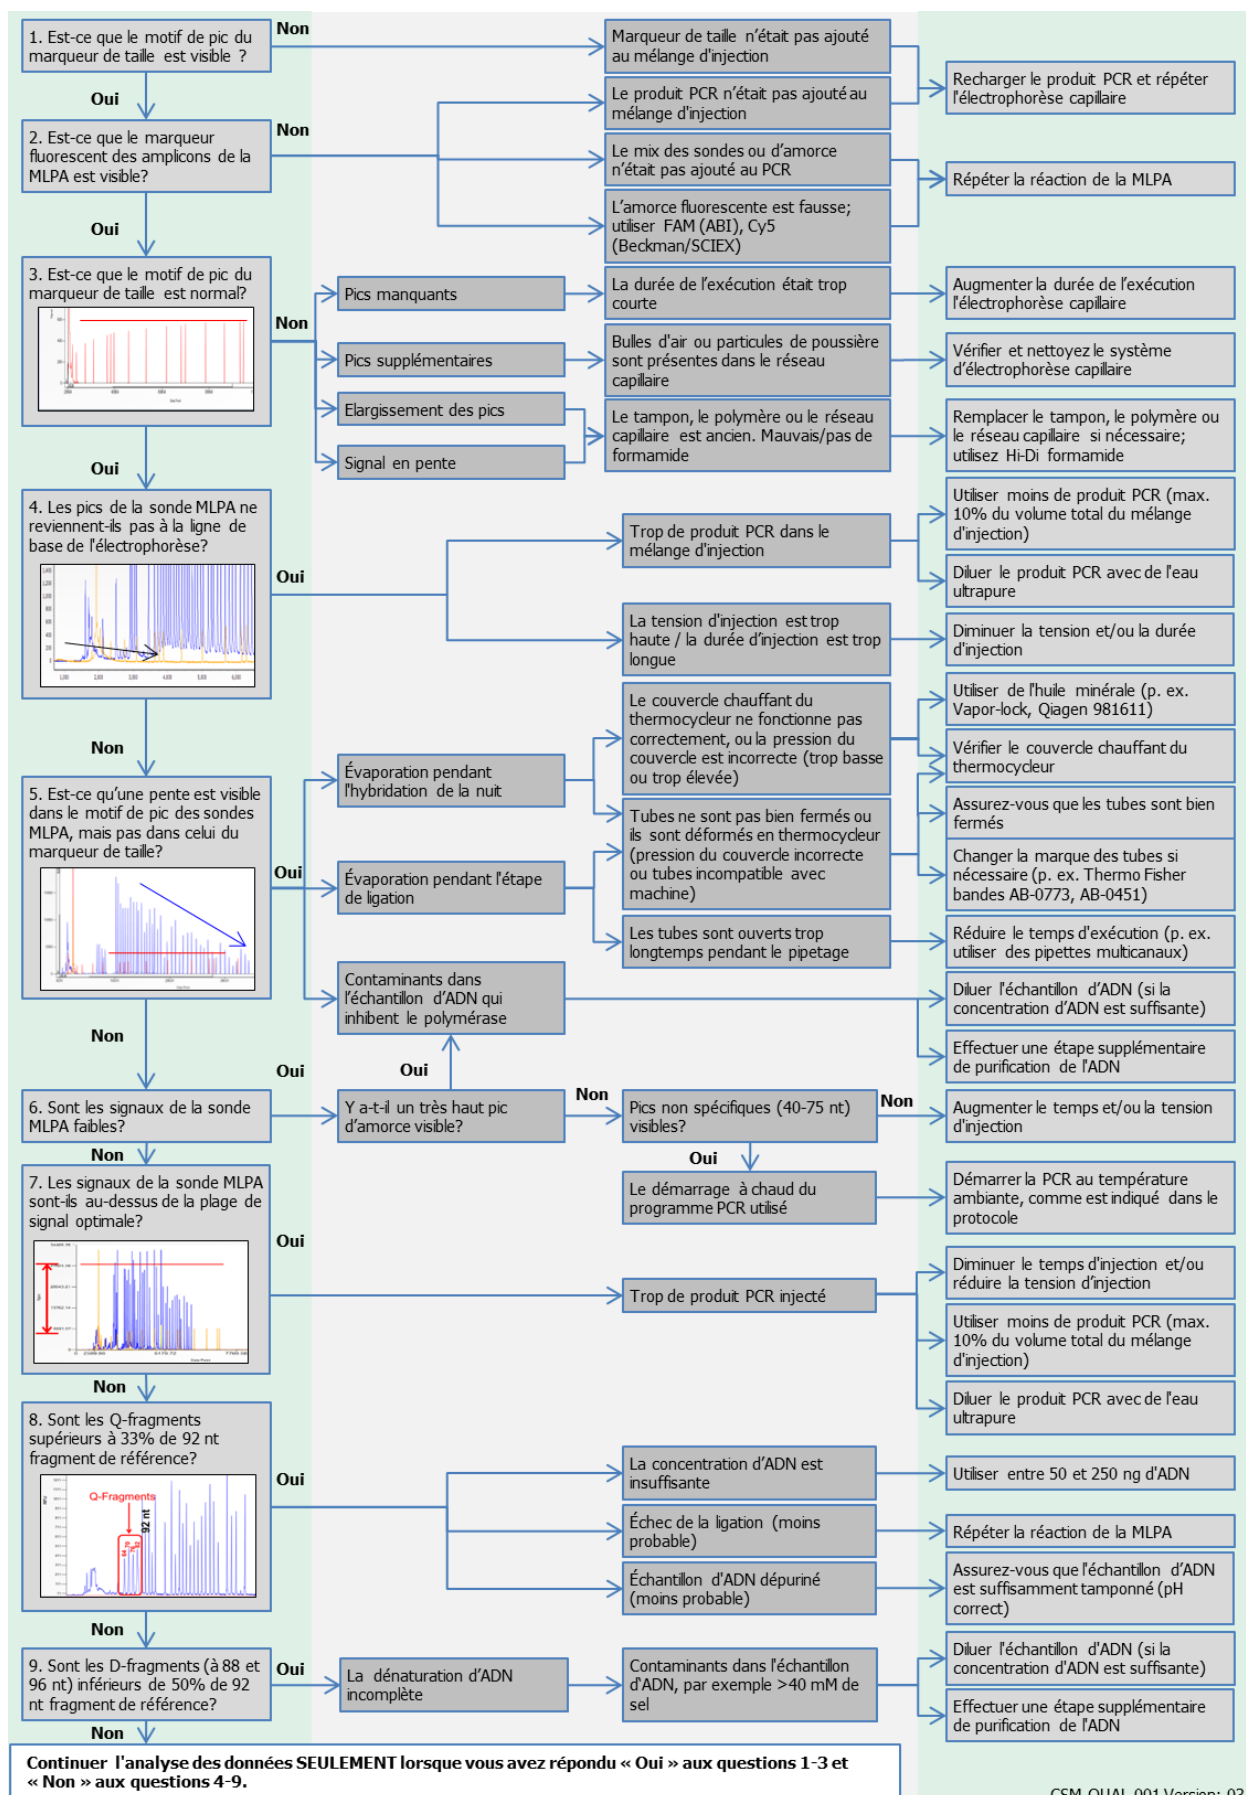 1. Est-ce que le motif de pic du
marqueur de taille est visible ?
Non
Marqueur de taille n'était pas ajouté
au mélange d'injection
Recharger le produit PCR et répéter
l'électrophorèse capillaire
Oui
Le produit PCR n'était pas ajouté au
mélange d'injection
2. Est-ce que le marqueur
fluorescent des amplicons de la
MLPA est visible?
Non
Le mix des sondes ou d'amorce
n'était pas ajouté au PCR
Répéter la réaction de la MLPA
L'amorce fluorescente est fausse;
utiliser FAM (ABI), Cy5
(Beckman/SCIEX)
Oui
3. Est-ce que le motif de pic du
marqueur de taille est normal?
Non
Pics manquants
La durée de l'exécution était trop
courte
Augmenter la durée de l'exécution
l'électrophorèse capillaire
Pics supplémentaires
Bulles d'air ou particules de poussière
sont présentes dans le réseau
capillaire
Vérifier et nettoyez le système
d'électrophorèse capillaire
Elargissement des pics
Signal en pente
Le tampon, le polymère ou le réseau
capillaire est ancien. Mauvais/pas de
formamide
Remplacer le tampon, le polymère ou
le réseau capillaire si nécessaire;
utilisez Hi-Di formamide
Oui
4. Les pics de la sonde MLPA ne
reviennent-ils pas à la ligne de
base de l'électrophorèse?
Oui
Trop de produit PCR dans le
mélange d'injection
Utiliser moins de produit PCR (max.
10% du volume total du mélange
d'injection)
Diluer le produit PCR avec de l'eau
ultrapure
La tension d'injection est trop
haute / la durée d'injection est trop
longue
Diminuer la tension et/ou la durée
d'injection
Non
5. Est-ce qu'une pente est visible
dans le motif de pic des sondes
MLPA, mais pas dans celui du
marqueur de taille?
Oui
Évaporation pendant
l'hybridation de la nuit
Le couvercle chauffant du
thermocycleur ne fonctionne pas
correctement, ou la pression du
couvercle est incorrecte (trop basse
ou trop élevée)
Utiliser de l'huile minérale (p. ex.
Vapor-lock, Qiagen 981611)
Vérifier le couvercle chauffant du
thermocycleur
Évaporation pendant l'étape
de ligation
Tubes ne sont pas bien fermés ou
ils sont déformés en thermocycleur
(pression du couvercle incorrecte
ou tubes incompatible avec
machine)
Assurez-vous que les tubes sont bien
fermés
Changer la marque des tubes si
nécessaire (p. ex. Thermo Fisher
bandes AB-0773, AB-0451)
Les tubes sont ouverts trop
longtemps pendant le pipetage
Réduire le temps d'exécution (p. ex.
utiliser des pipettes multicanaux)
Contaminants dans
l'échantillon d'ADN qui
inhibent le polymérase
Diluer l'échantillon d'ADN (si la
concentration d'ADN est suffisante)
Effectuer une étape supplémentaire
de purification de l'ADN
Non
6. Sont les signaux de la sonde
MLPA faibles?
Oui
Y a-t-il un très haut pic
d'amorce visible?
Oui
Non
Pics non spécifiques (40-75 nt)
visibles?
Non
Augmenter le temps et/ou la tension
d'injection
Oui
Le démarrage à chaud du
programme PCR utilisé
Démarrer la PCR au température
ambiante, comme est indiqué dans le
protocole
Non
7. Les signaux de la sonde MLPA
sont-ils au-dessus de la plage de
signal optimale?
Oui
Trop de produit PCR injecté
Diminuer le temps d'injection et/ou
réduire la tension d'injection
Utiliser moins de produit PCR (max.
10% du volume total du mélange
d'injection)
Diluer le produit PCR avec de l'eau
ultrapure
Non
8. Sont les Q-fragments
supérieurs à 33% de 92 nt
fragment de référence?
Q-Fragments
92 nt
Oui
La concentration d'ADN est
insuffisante
Utiliser entre 50 et 250 ng d'ADN
Échec de la ligation (moins
probable)
Répéter la réaction de la MLPA
Échantillon d'ADN dépuriné
(moins probable)
Assurez-vous que l'échantillon d'ADN
est suffisamment tamponné (pH
correct)
Non
9. Sont les D-fragments (à 88 et
96 nt) inférieurs de 50% de 92
nt fragment de référence?
Oui
La dénaturation d'ADN
incomplète
Contaminants dans l'échantillon
d'ADN, par exemple >40 mM de
sel
Diluer l'échantillon d'ADN (si la
concentration d'ADN est suffisante)
Effectuer une étape supplémentaire
de purification de l'ADN
Non
Continuer l'analyse des données SEULEMENT lorsque vous avez répondu « Oui » aux questions 1-3 et
« Non » aux questions 4-9.
CSM-QUAL-001 Version: 03